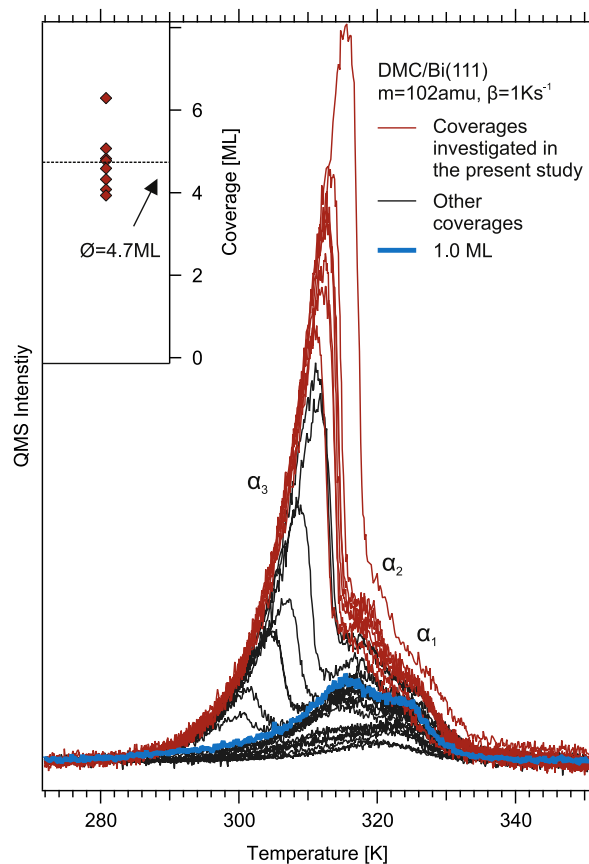 DMC/Bi(111)
m=102amu, β=1Ks⁻¹
Coverages
investigated in
the present study
Other
coverages
1.0 ML
6
4
2
0
Coverage [ML]
Ø=4.7ML
QMS Intenstiy
α₃
α₂
α₁
280
300
320
340
Temperature [K]